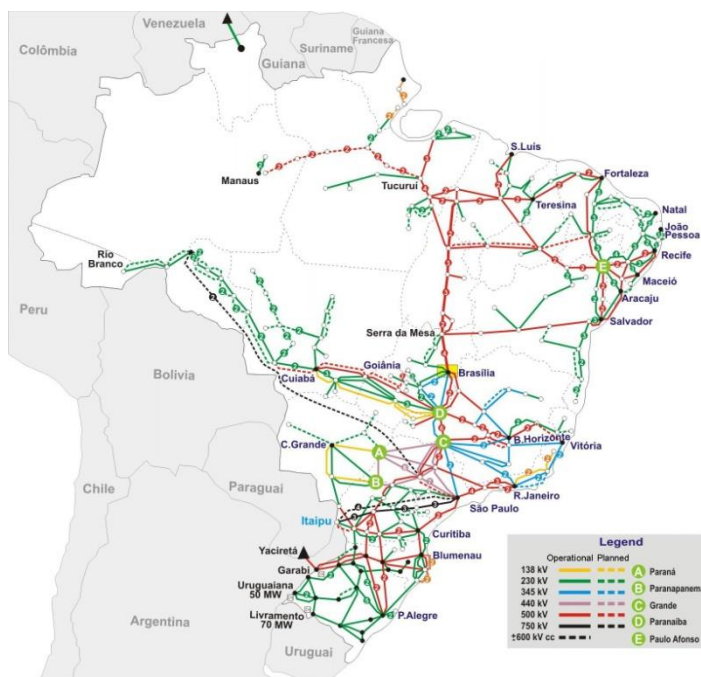 Venezuela
Guiana
Francesa
Suriname
Colômbia
Guiana
S.Luís
Manaus
Tucuruí
Fortaleza
Teresina
Natal
João
Pessoa
Rio
Branco
E
Recife
Maceió
Aracaju
Peru
Salvador
Serra da Mesa
Bolivia
Goiânia
Cuiabá
Brasília
D
C.Grande
A
C
B.Horizonte
Vitória
B
Paraguai
Chile
R.Janeiro
São Paulo
Itaipu
Curitiba
Yaciretá
Blumenau
Garabi
Uruguaiana
50 MW
Livramento
70 MW
P.Alegre
Argentina
Uruguai
Legend
Operational Planned
138 kV A Paraná
230 kV B Paranapanema
345 kV
440 kV C Grande
500 kV D Paranaíba
750 kV
±600 kV cc E Paulo Afonso